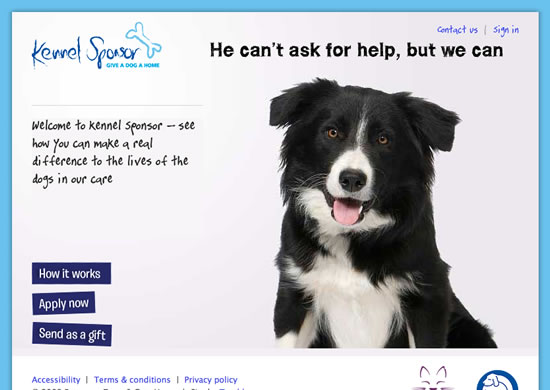 Contact us | Sign in
Kennel Sponsor
GIVE A DOG A HOME
He can't ask for help, but we can
Welcome to Kennel Sponsor – see
how you can make a real
difference to the lives of the
dogs in our care
How it works
Apply now
Send as a gift
Accessibility | Terms & conditions | Privacy policy